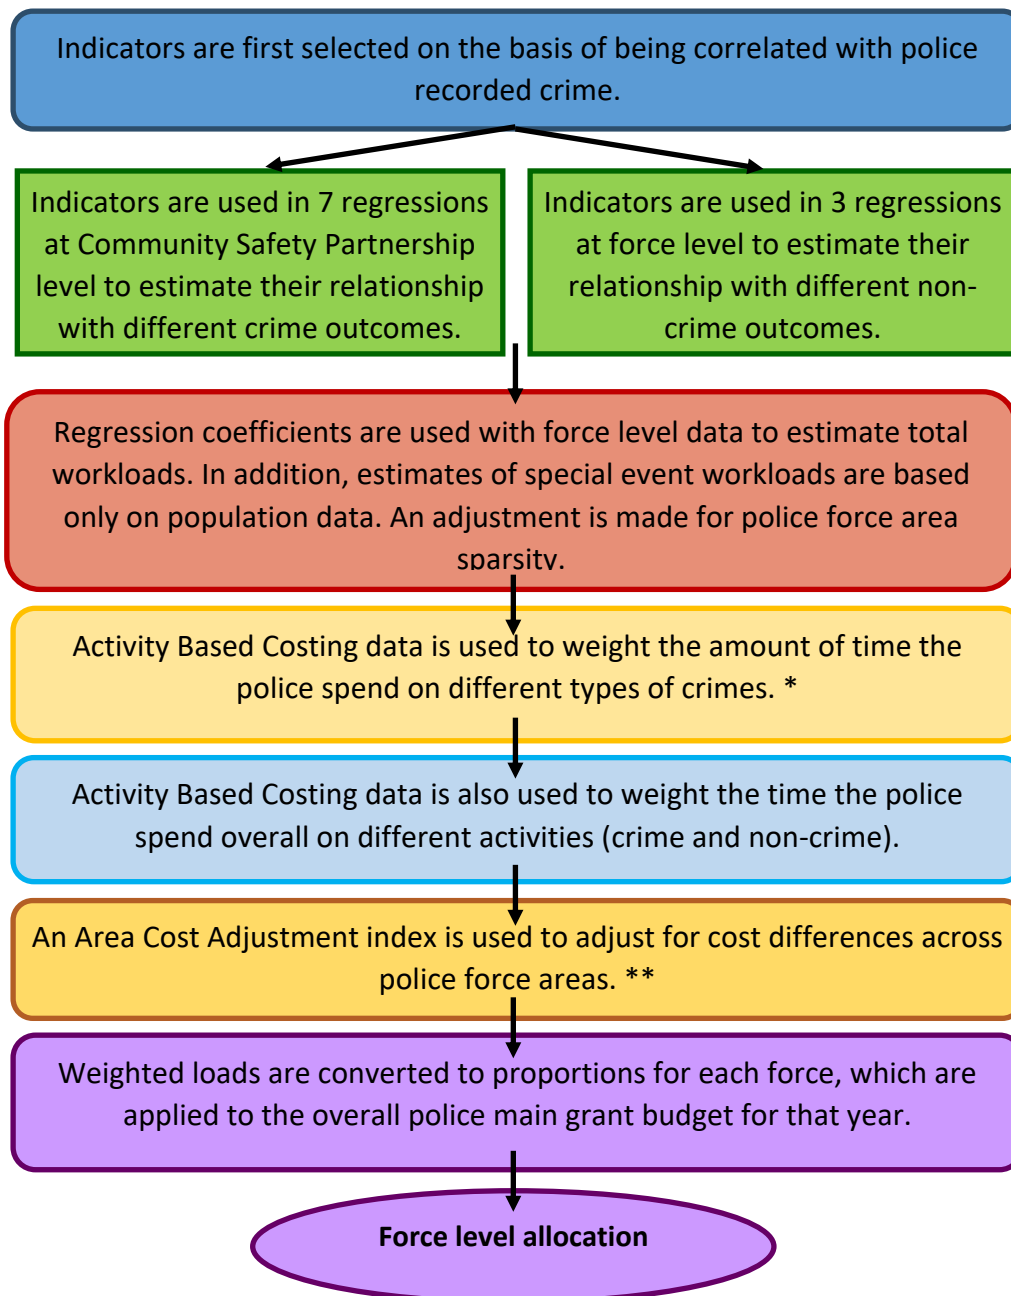 Indicators are first selected on the basis of being correlated with police
recorded crime.
Indicators are used in 7 regressions
at Community Safety Partnership
level to estimate their relationship
with different crime outcomes.
Indicators are used in 3 regressions
at force level to estimate their
relationship with different non-
crime outcomes.
Regression coefficients are used with force level data to estimate total
workloads. In addition, estimates of special event workloads are based
only on population data. An adjustment is made for police force area
sparsity.
Activity Based Costing data is used to weight the amount of time the
police spend on different types of crimes. *
Activity Based Costing data is also used to weight the time the police
spend overall on different activities (crime and non-crime).
An Area Cost Adjustment index is used to adjust for cost differences across
police force areas. **
Weighted loads are converted to proportions for each force, which are
applied to the overall police main grant budget for that year.
Force level allocation